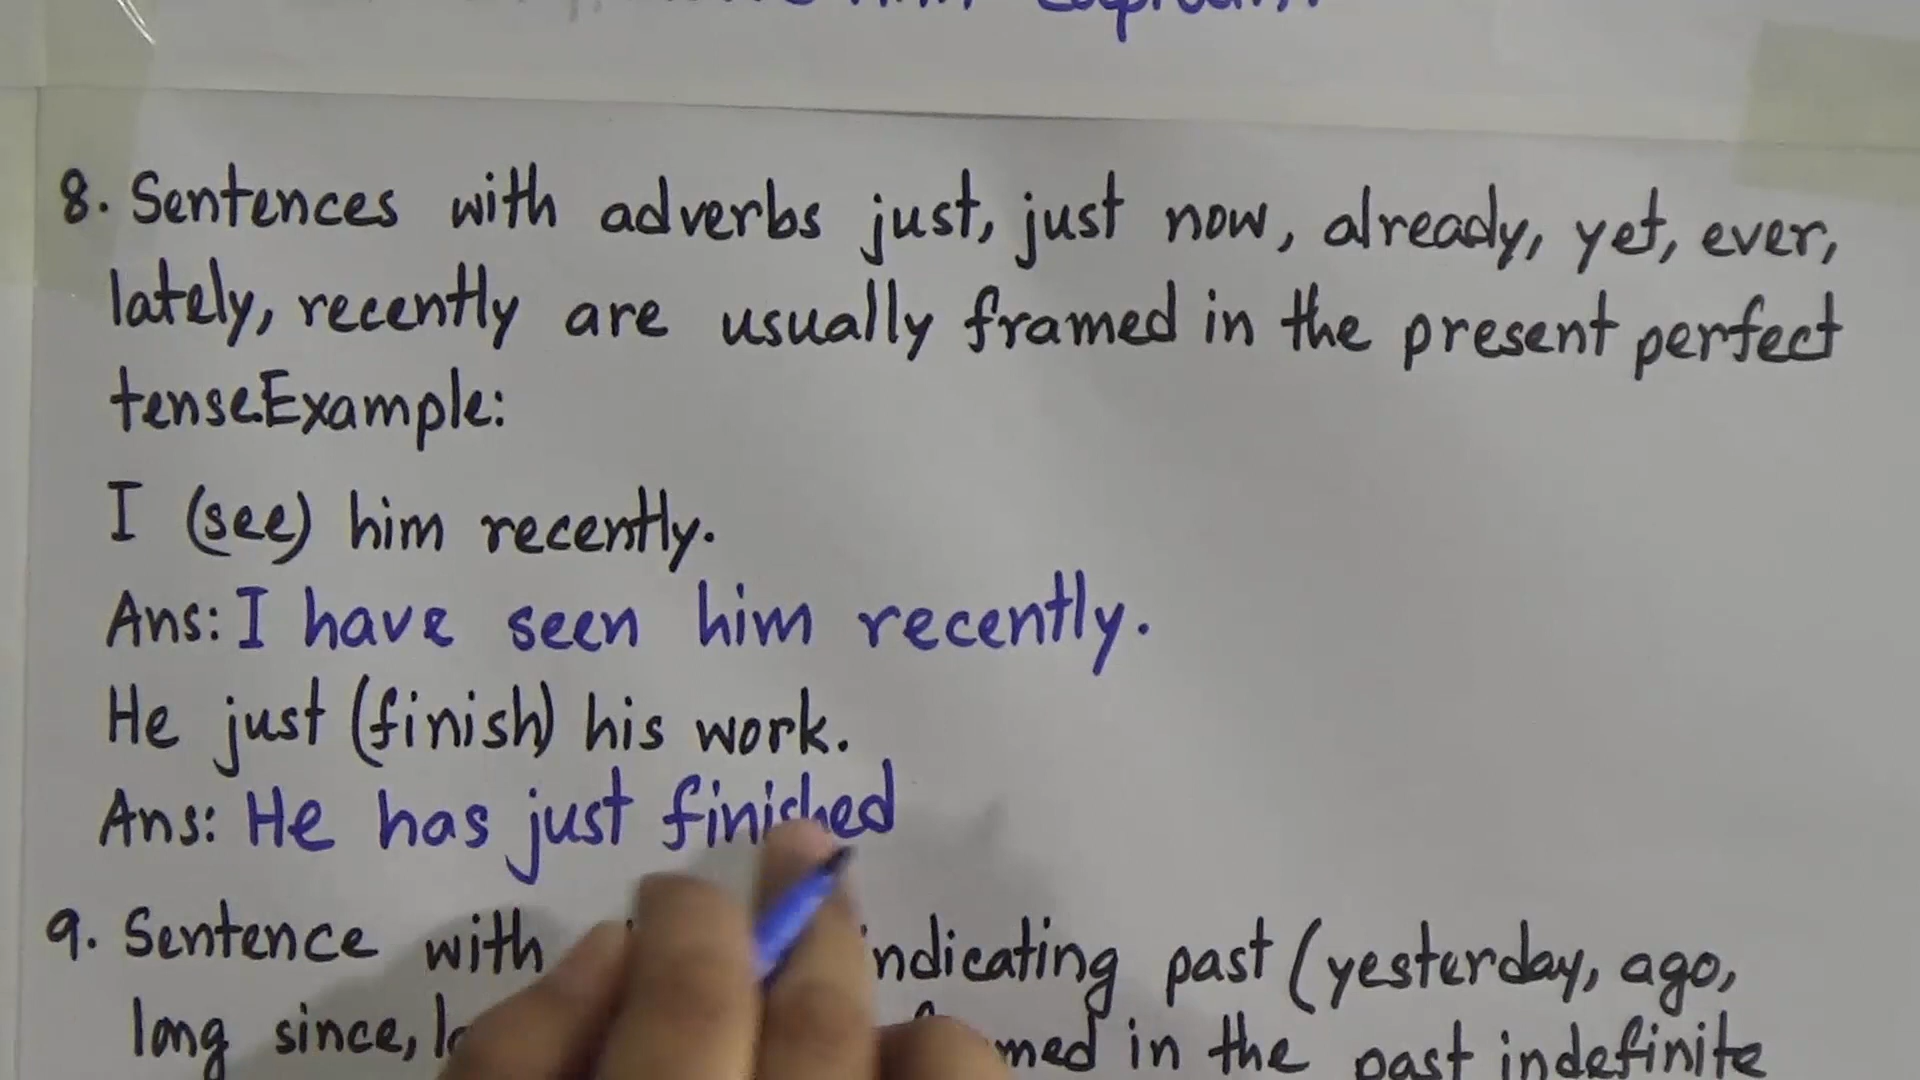 8. Sentences with adverbs just, just now, already, yet, ever,
lately, recently are usually framed in the present perfect
tense.Example:
I (see) him recently.
Ans: I have seen him recently.
He just (finish) his work.
Ans: He has just finished
9. Sentence with indicating past (yesterday, ago,
long since, in the past indefinite